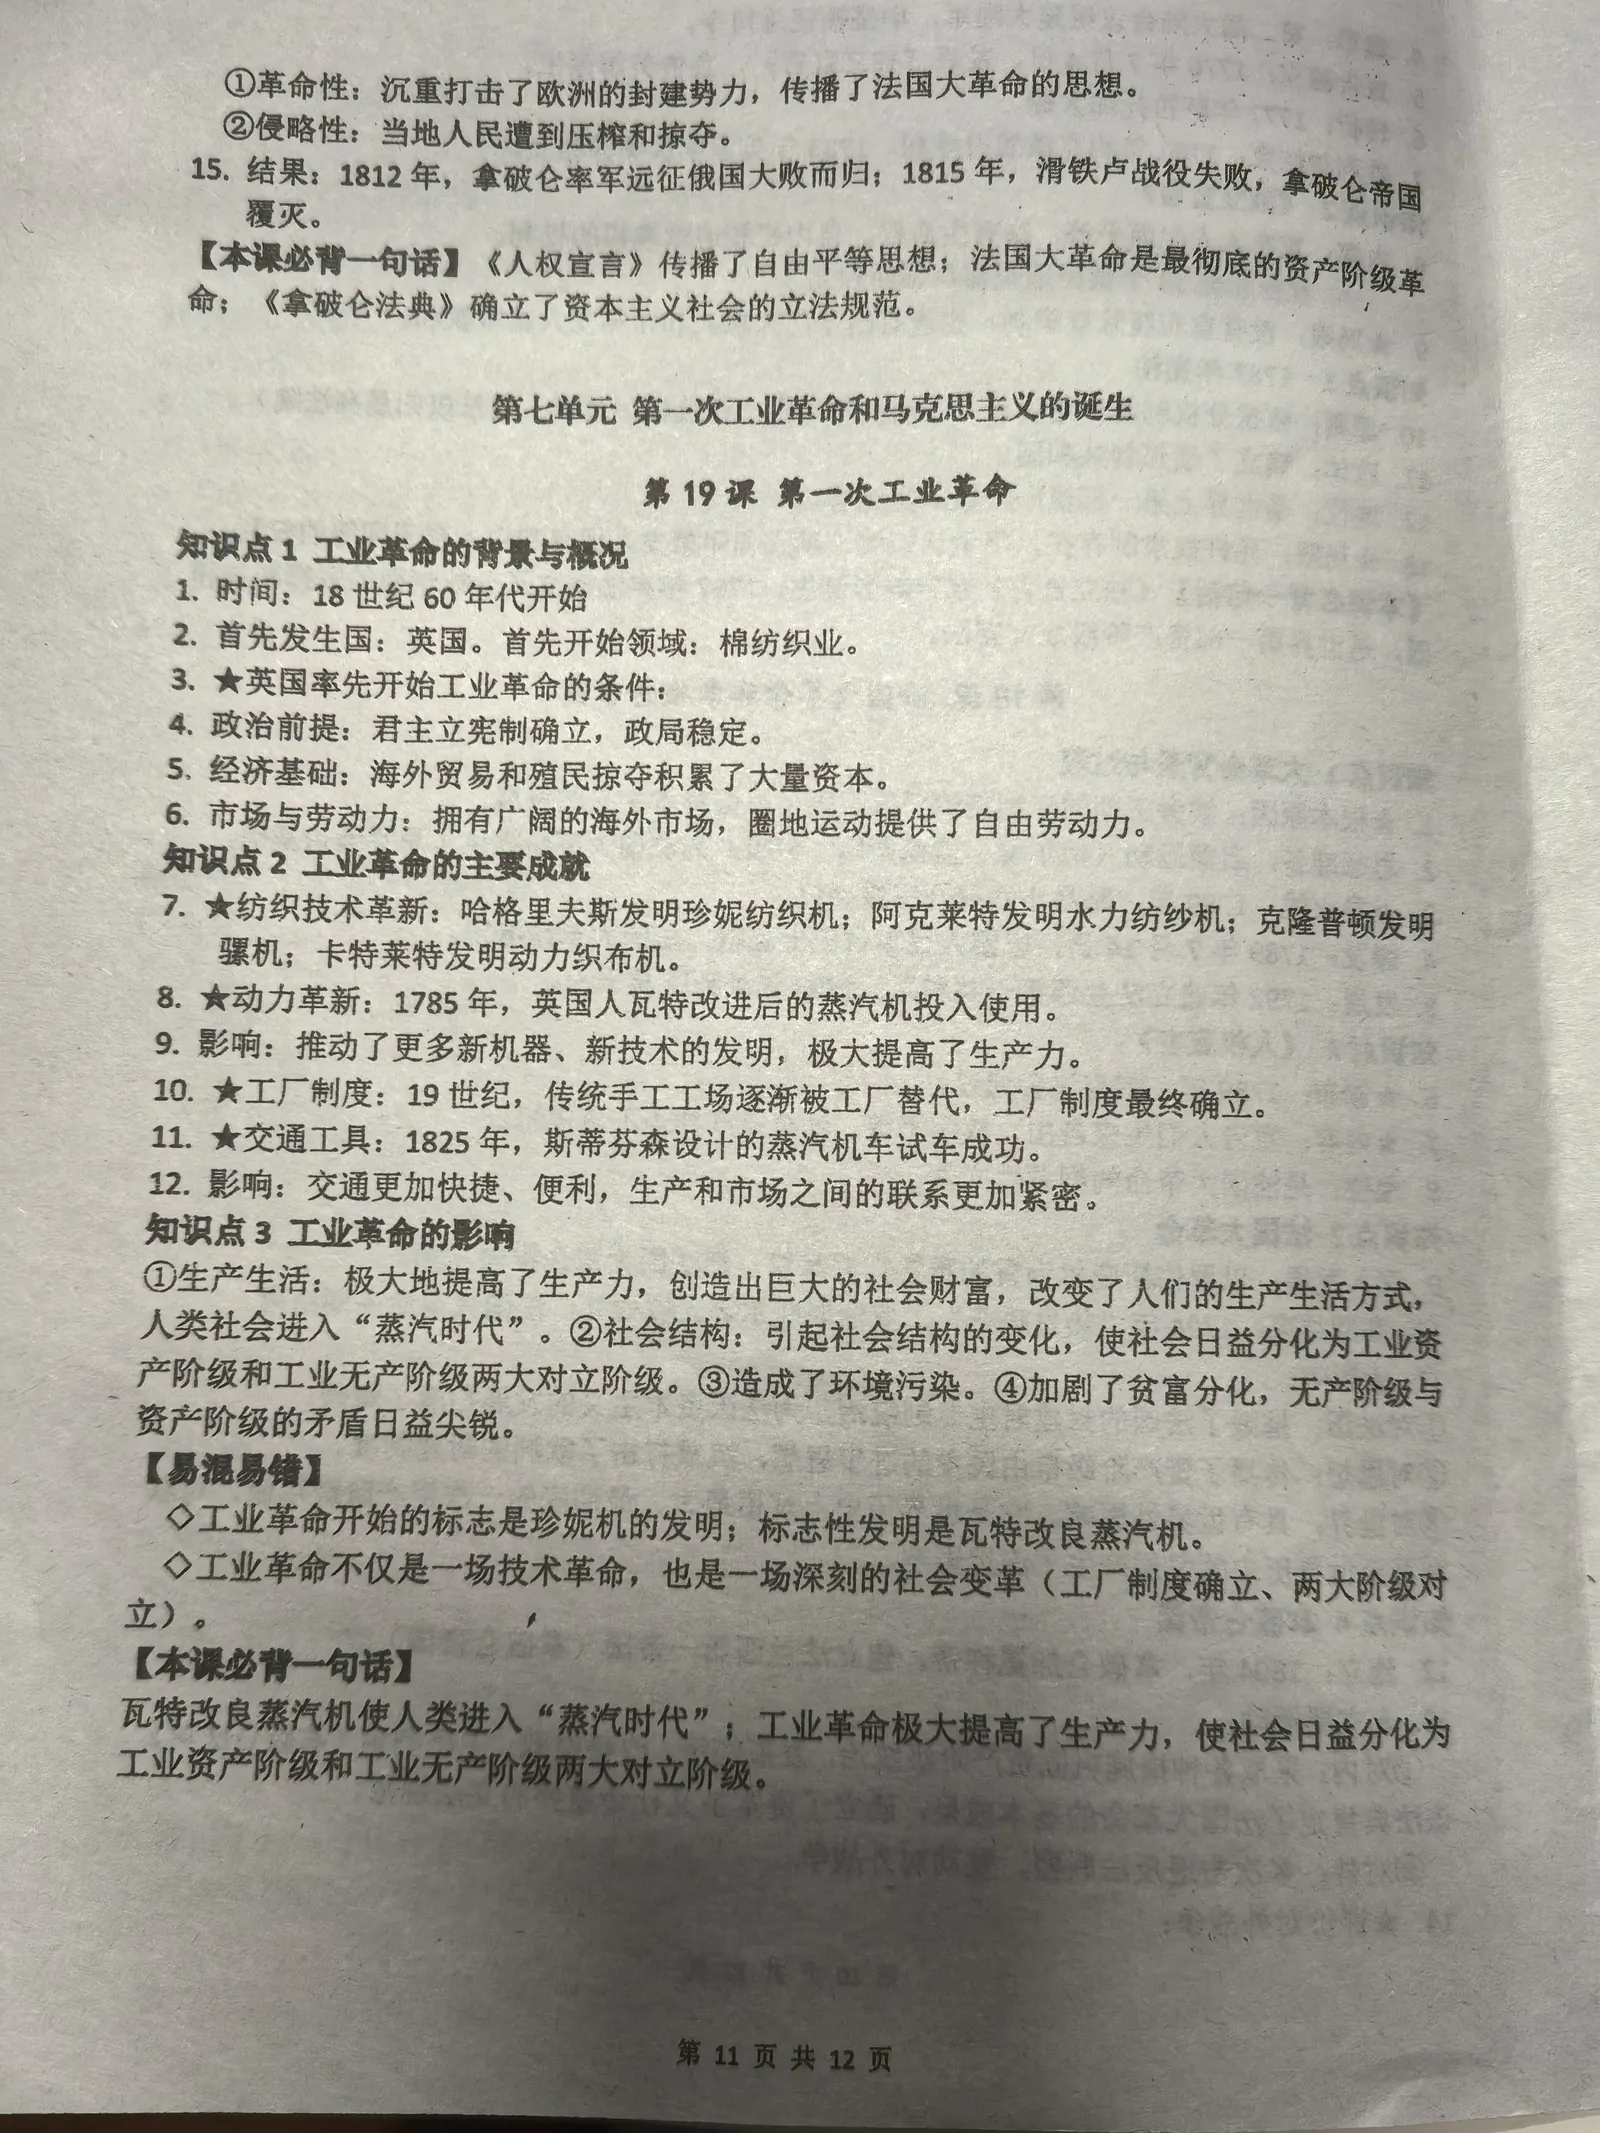 ①革命性：沉重打击了欧洲的封建势力，传播了法国大革命的思想。
②侵略性：当地人民遭到压榨和掠夺。
15. 结果：1812 年，拿破仑率军远征俄国大败而归；1815 年，滑铁卢战役失败，拿破仑帝国
覆灭。
【本课必背一句话】《人权宣言》传播了自由平等思想；法国大革命是最彻底的资产阶级革
命；《拿破仑法典》确立了资本主义社会的立法规范。
第七单元 第一次工业革命和马克思主义的诞生
第 19 课 第一次工业革命
知识点 1 工业革命的背景与概况
1. 时间：18 世纪 60 年代开始
2. 首先发生国：英国。首先开始领域：棉纺织业。
3. ★英国率先开始工业革命的条件：
4. 政治前提：君主立宪制确立，政局稳定。
5. 经济基础：海外贸易和殖民掠夺积累了大量资本。
6. 市场与劳动力：拥有广阔的海外市场，圈地运动提供了自由劳动力。
知识点 2 工业革命的主要成就
7. ★纺织技术革新：哈格里夫斯发明珍妮纺织机；阿克莱特发明水力纺纱机；克隆普顿发明
骡机；卡特莱特发明动力织布机。
8. ★动力革新：1785 年，英国人瓦特改进后的蒸汽机投入使用。
9. 影响：推动了更多新机器、新技术的发明，极大提高了生产力。
10. ★工厂制度：19 世纪，传统手工工场逐渐被工厂替代，工厂制度最终确立。
11. ★交通工具：1825 年，斯蒂芬森设计的蒸汽机车试车成功。
12. 影响：交通更加快捷、便利，生产和市场之间的联系更加紧密。
知识点 3 工业革命的影响
①生产生活：极大地提高了生产力，创造出巨大的社会财富，改变了人们的生产生活方式，
人类社会进入“蒸汽时代”。②社会结构：引起社会结构的变化，使社会日益分化为工业资
产阶级和工业无产阶级两大对立阶级。③造成了环境污染。④加剧了贫富分化，无产阶级与
资产阶级的矛盾日益尖锐。
【易混易错】
◇工业革命开始的标志是珍妮机的发明；标志性发明是瓦特改良蒸汽机。
◇工业革命不仅是一场技术革命，也是一场深刻的社会变革（工厂制度确立、两大阶级对
立）。
【本课必背一句话】
瓦特改良蒸汽机使人类进入“蒸汽时代”；工业革命极大提高了生产力，使社会日益分化为
工业资产阶级和工业无产阶级两大对立阶级。
第 11 页 共 12 页